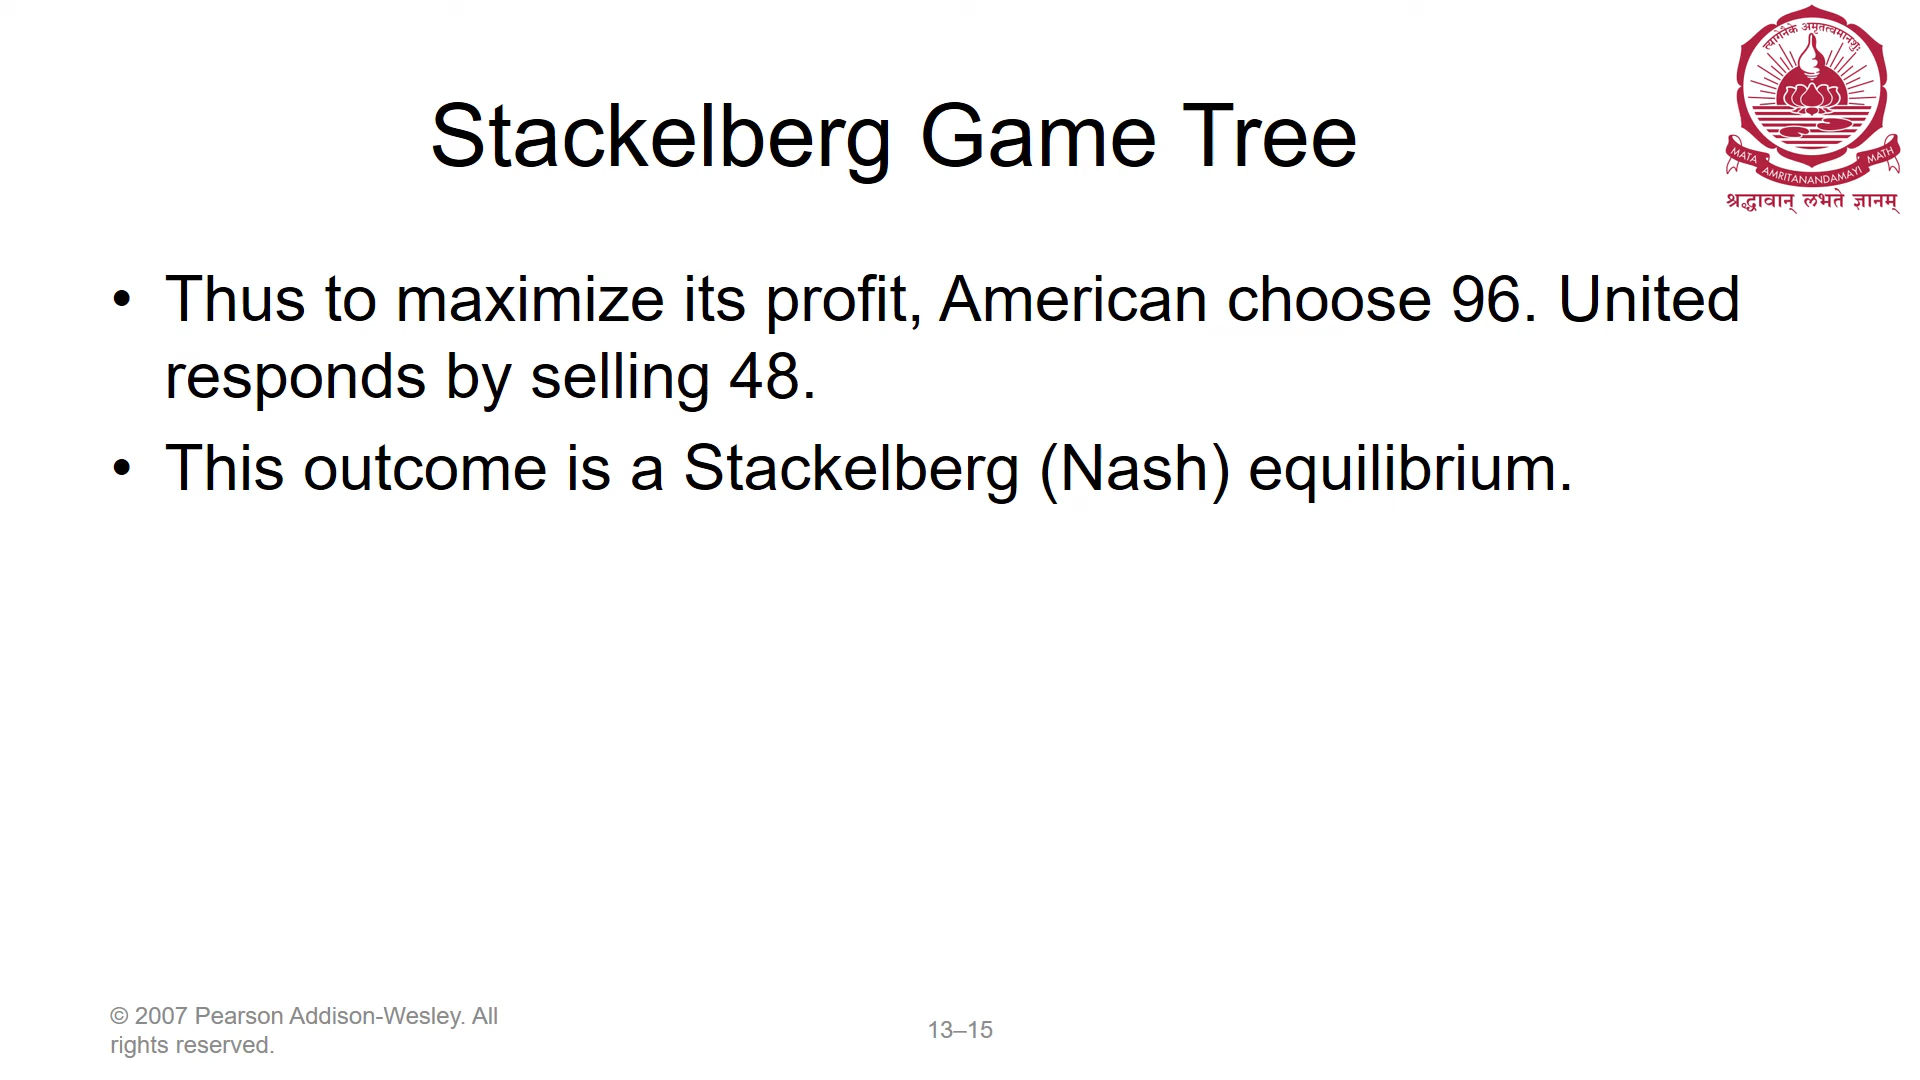 त्यागेनैके अमृतत्वमानशुः
MATA AMRITANANDAMAYI MATH
श्रद्धावान् लभते ज्ञानम्
Stackelberg Game Tree
• Thus to maximize its profit, American choose 96. United
responds by selling 48.
• This outcome is a Stackelberg (Nash) equilibrium.
© 2007 Pearson Addison-Wesley. All
rights reserved.
13–15